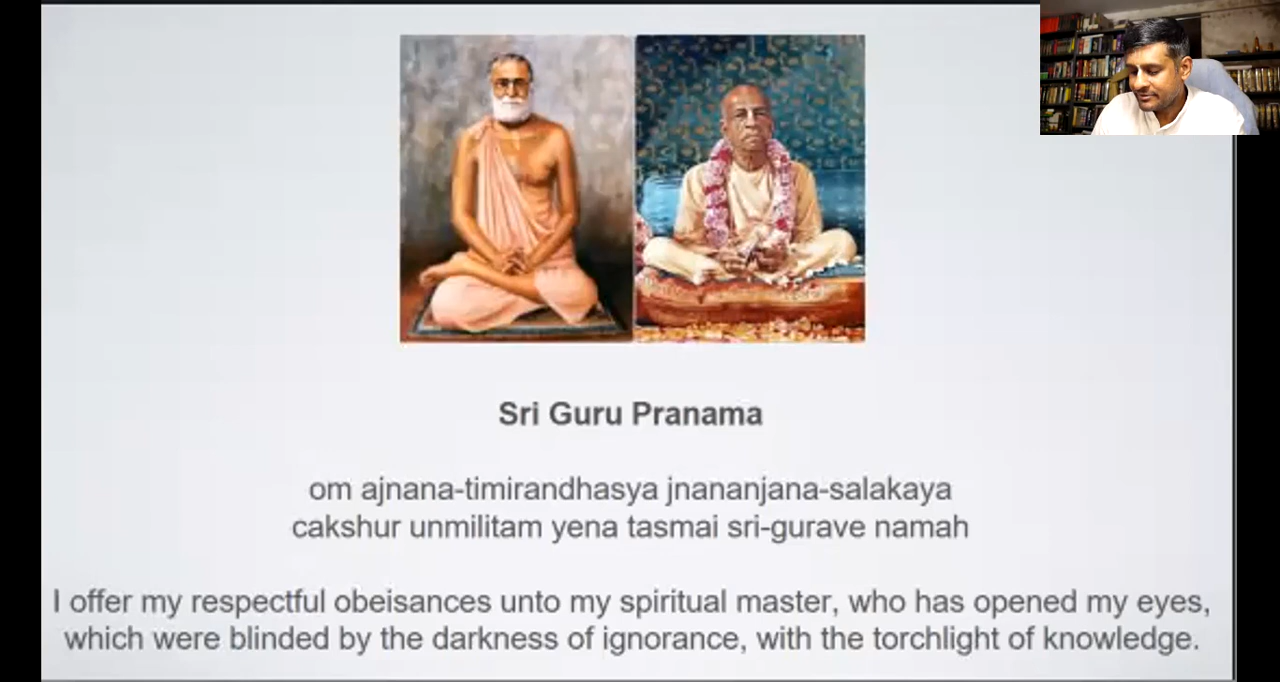 Sri Guru Pranama
om ajnana-timirandhasya jnananjana-salakaya
cakshur unmilitam yena tasmai sri-gurave namah
I offer my respectful obeisances unto my spiritual master, who has opened my eyes,
which were blinded by the darkness of ignorance, with the torchlight of knowledge.